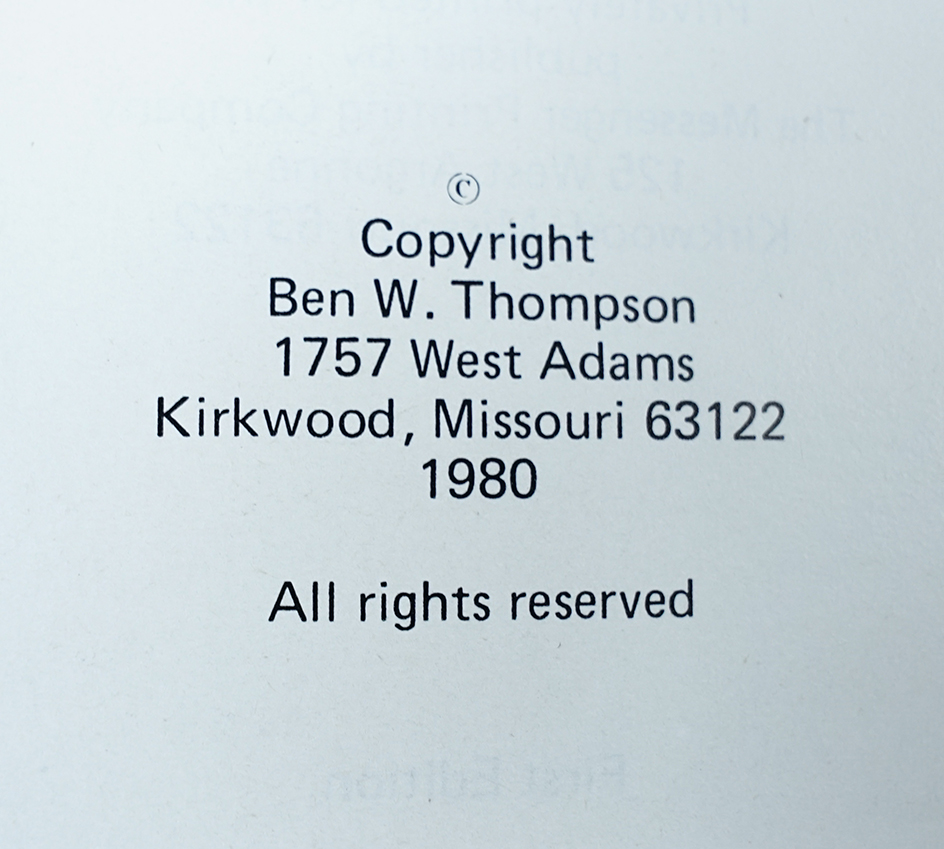 ©
Copyright
Ben W. Thompson
1757 West Adams
Kirkwood, Missouri 63122
1980
All rights reserved